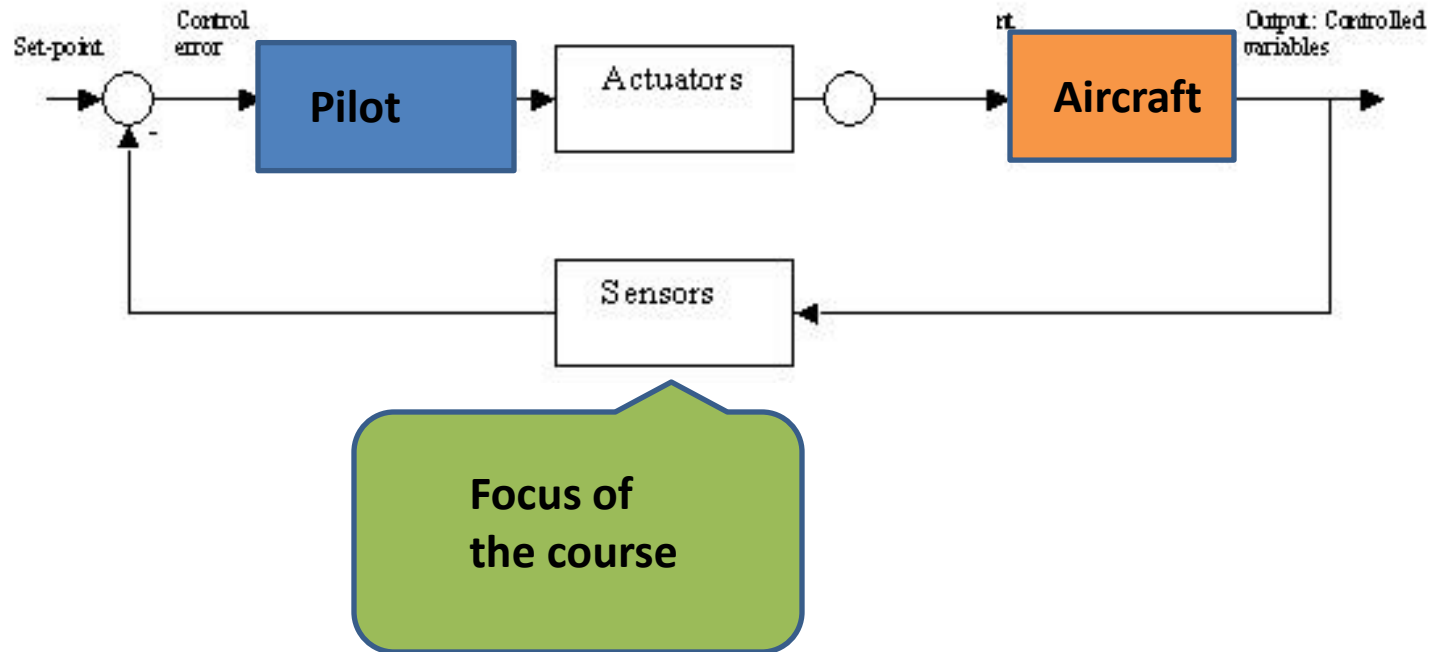 Set-point
Control
error
Pilot
Actuators
Aircraft
Output: Controlled
variables
-
Sensors
Focus of
the course